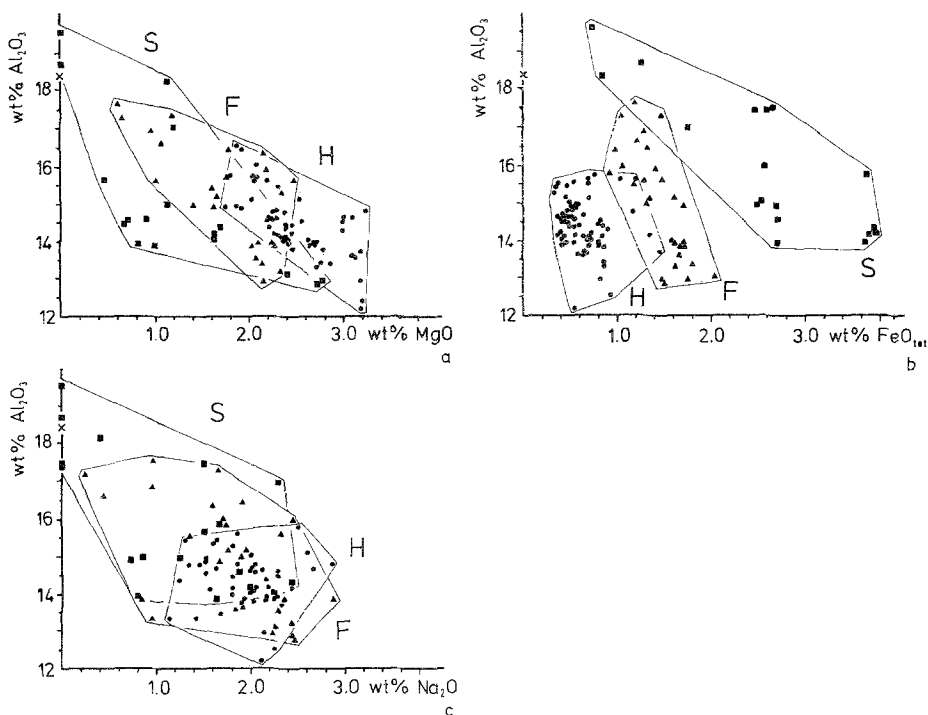 wt% Al₂O₃
S
F
H
18
16
14
12
1.0
2.0
3.0 wt% MgO
a
wt% Al₂O₃
18
16
14
12
H
F
S
1.0
2.0
wt% FeOtot
b
wt% Al₂O₃
S
H
F
18
16
14
12
1.0
2.0
3.0 wt% Na₂O
c